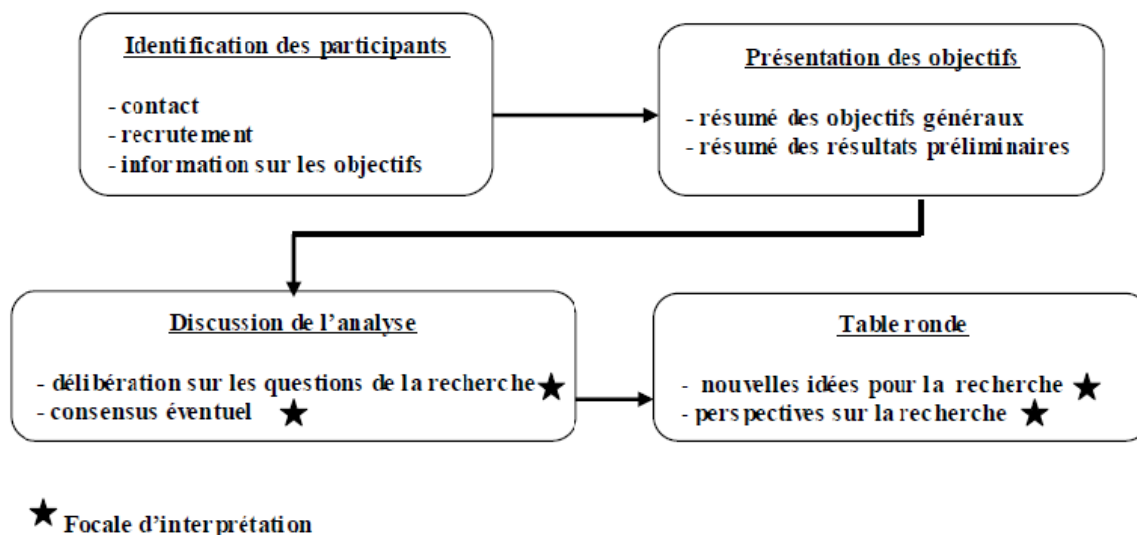 Identification des participants
- contact
- recrutement
- information sur les objectifs
Présentation des objectifs
- résumé des objectifs généraux
- résumé des résultats préliminaires
Discussion de l'analyse
- délibération sur les questions de la recherche ★
- consensus éventuel ★
Table ronde
- nouvelles idées pour la recherche ★
- perspectives sur la recherche ★
★ Focale d'interprétation